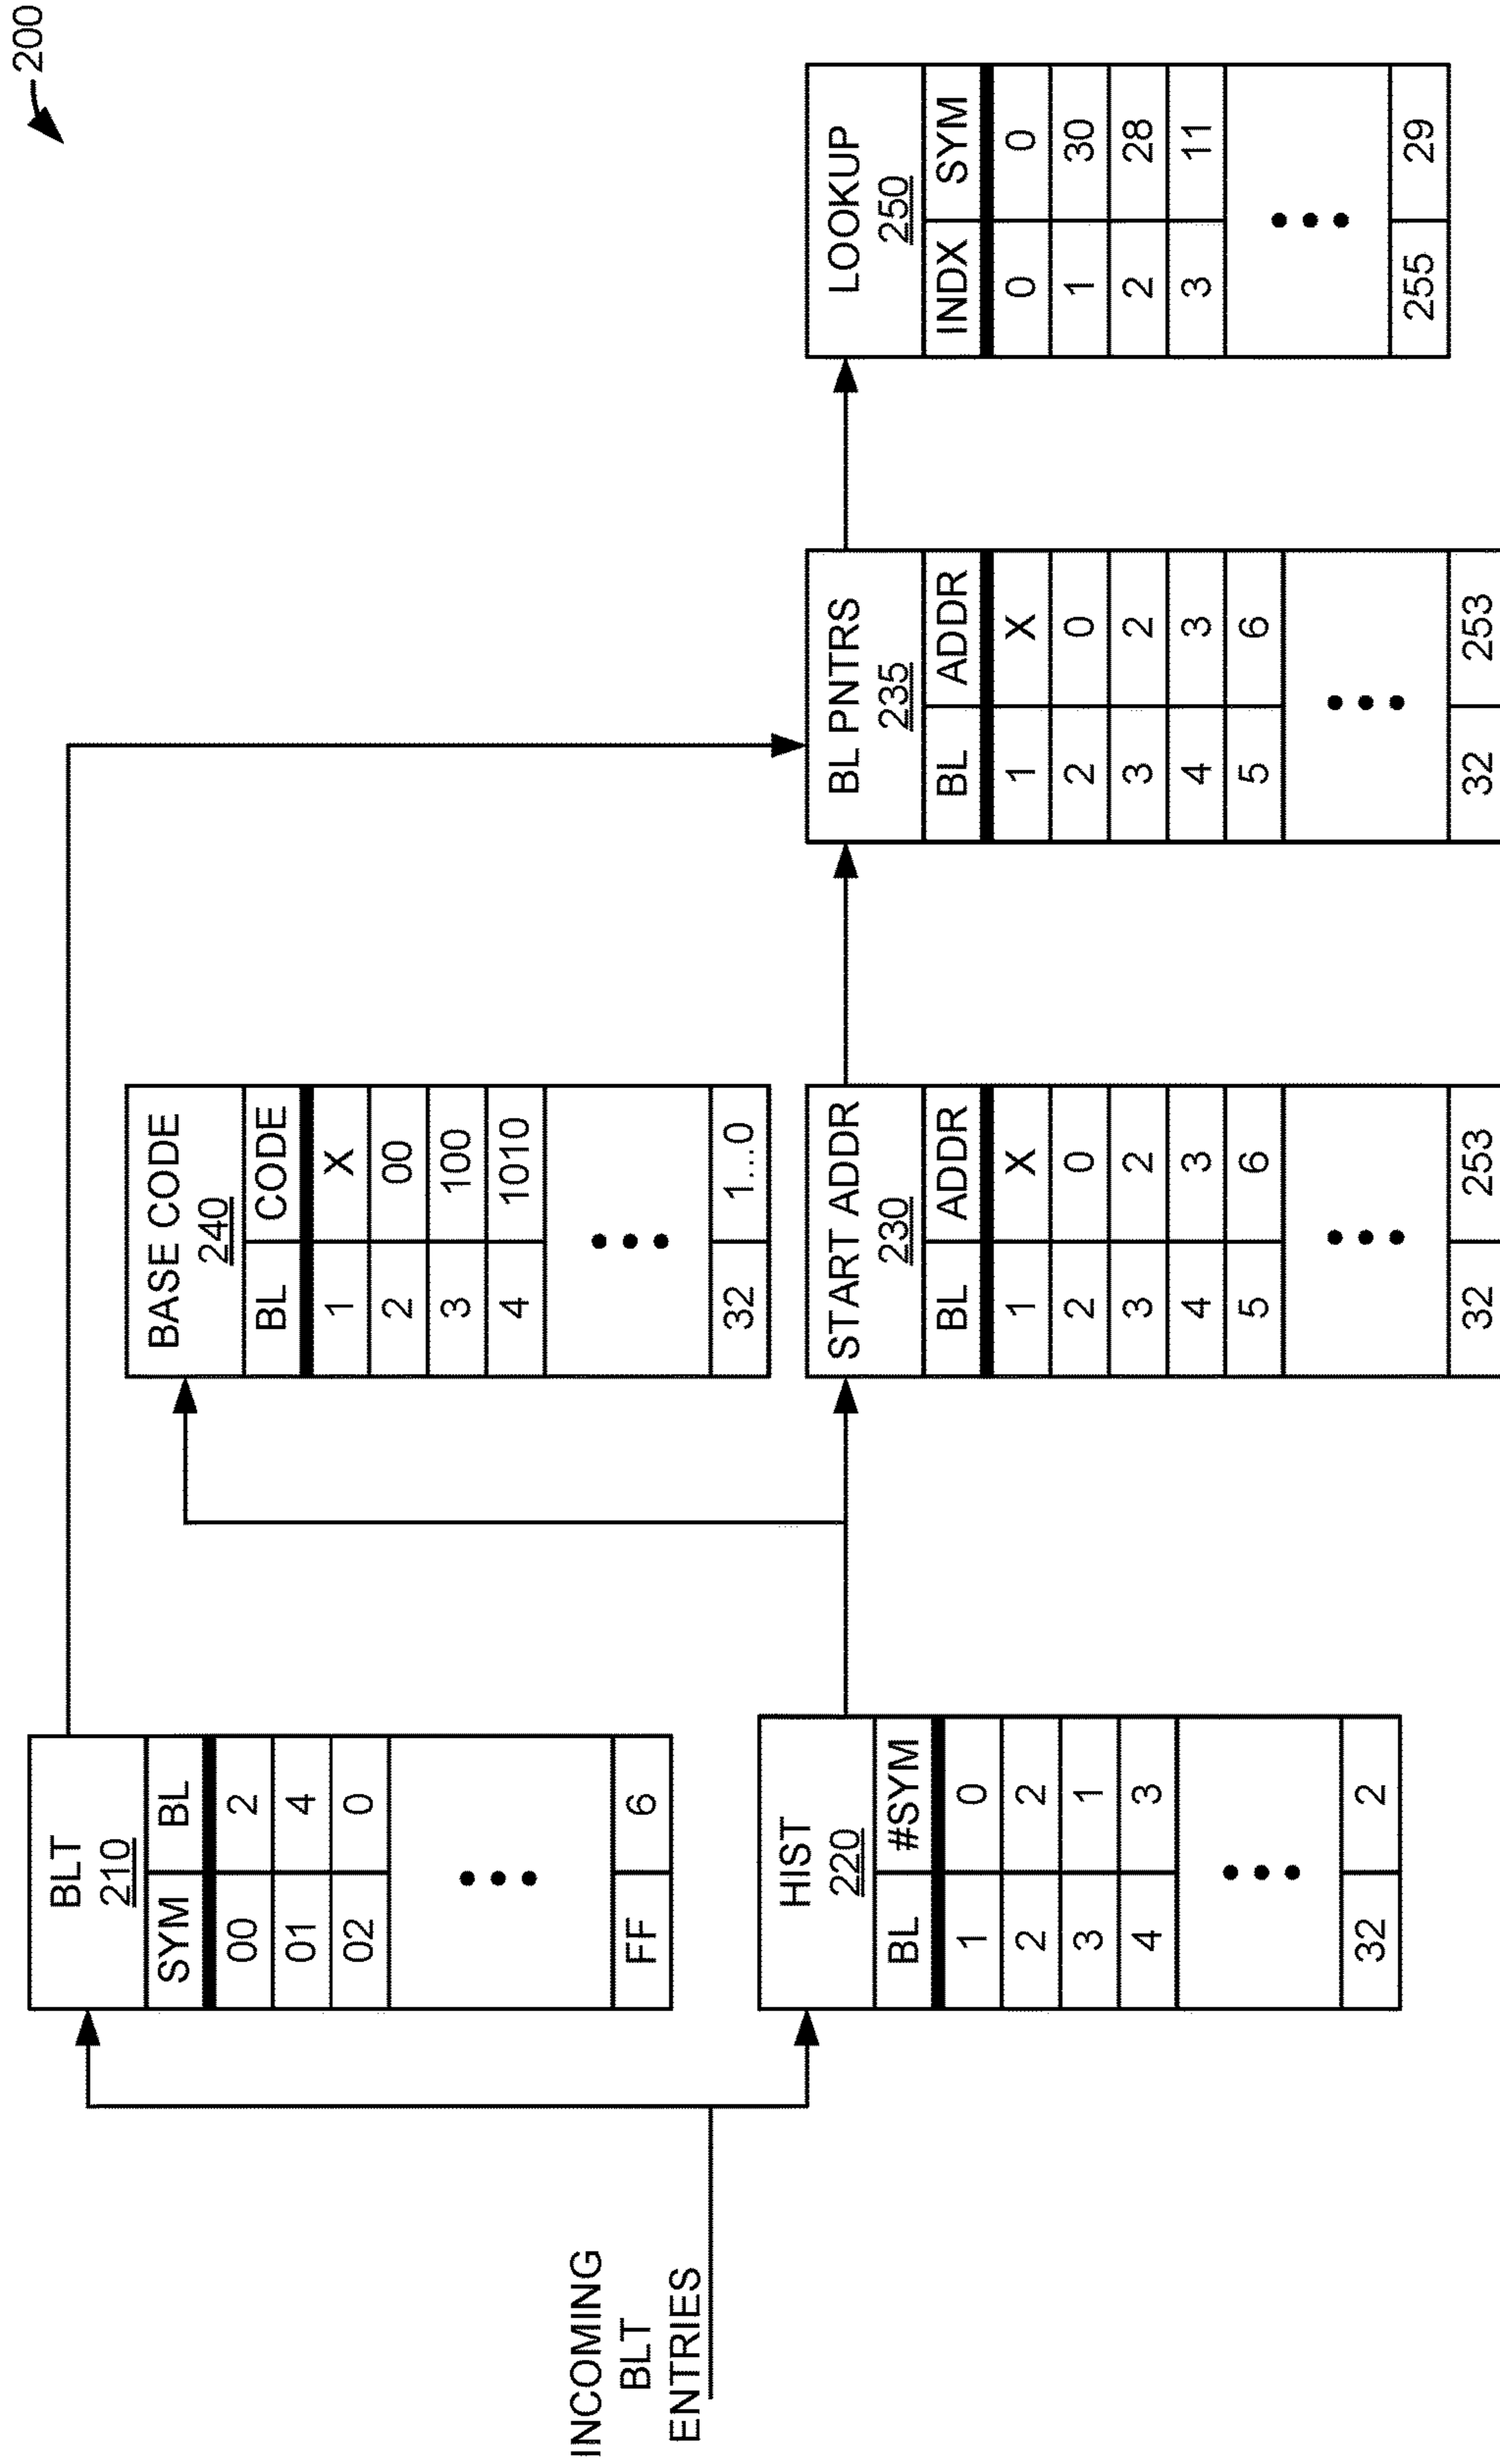 200
INCOMING
BLT
ENTRIES
BLT
210
SYM BL
00 2
01 4
02 0
FF 6
HIST
220
BL #SYM
1 0
2 2
3 1
4 3
32 2
BASE CODE
240
BL CODE
1 X
2 00
3 100
4 1010
32 1...0
START ADDR
230
BL ADDR
1 X
2 0
3 2
4 3
5 6
32 253
BL PNTRS
235
BL ADDR
1 X
2 0
3 2
4 3
5 6
32 253
LOOKUP
250
INDX SYM
0 0
1 30
2 28
3 11
255 29